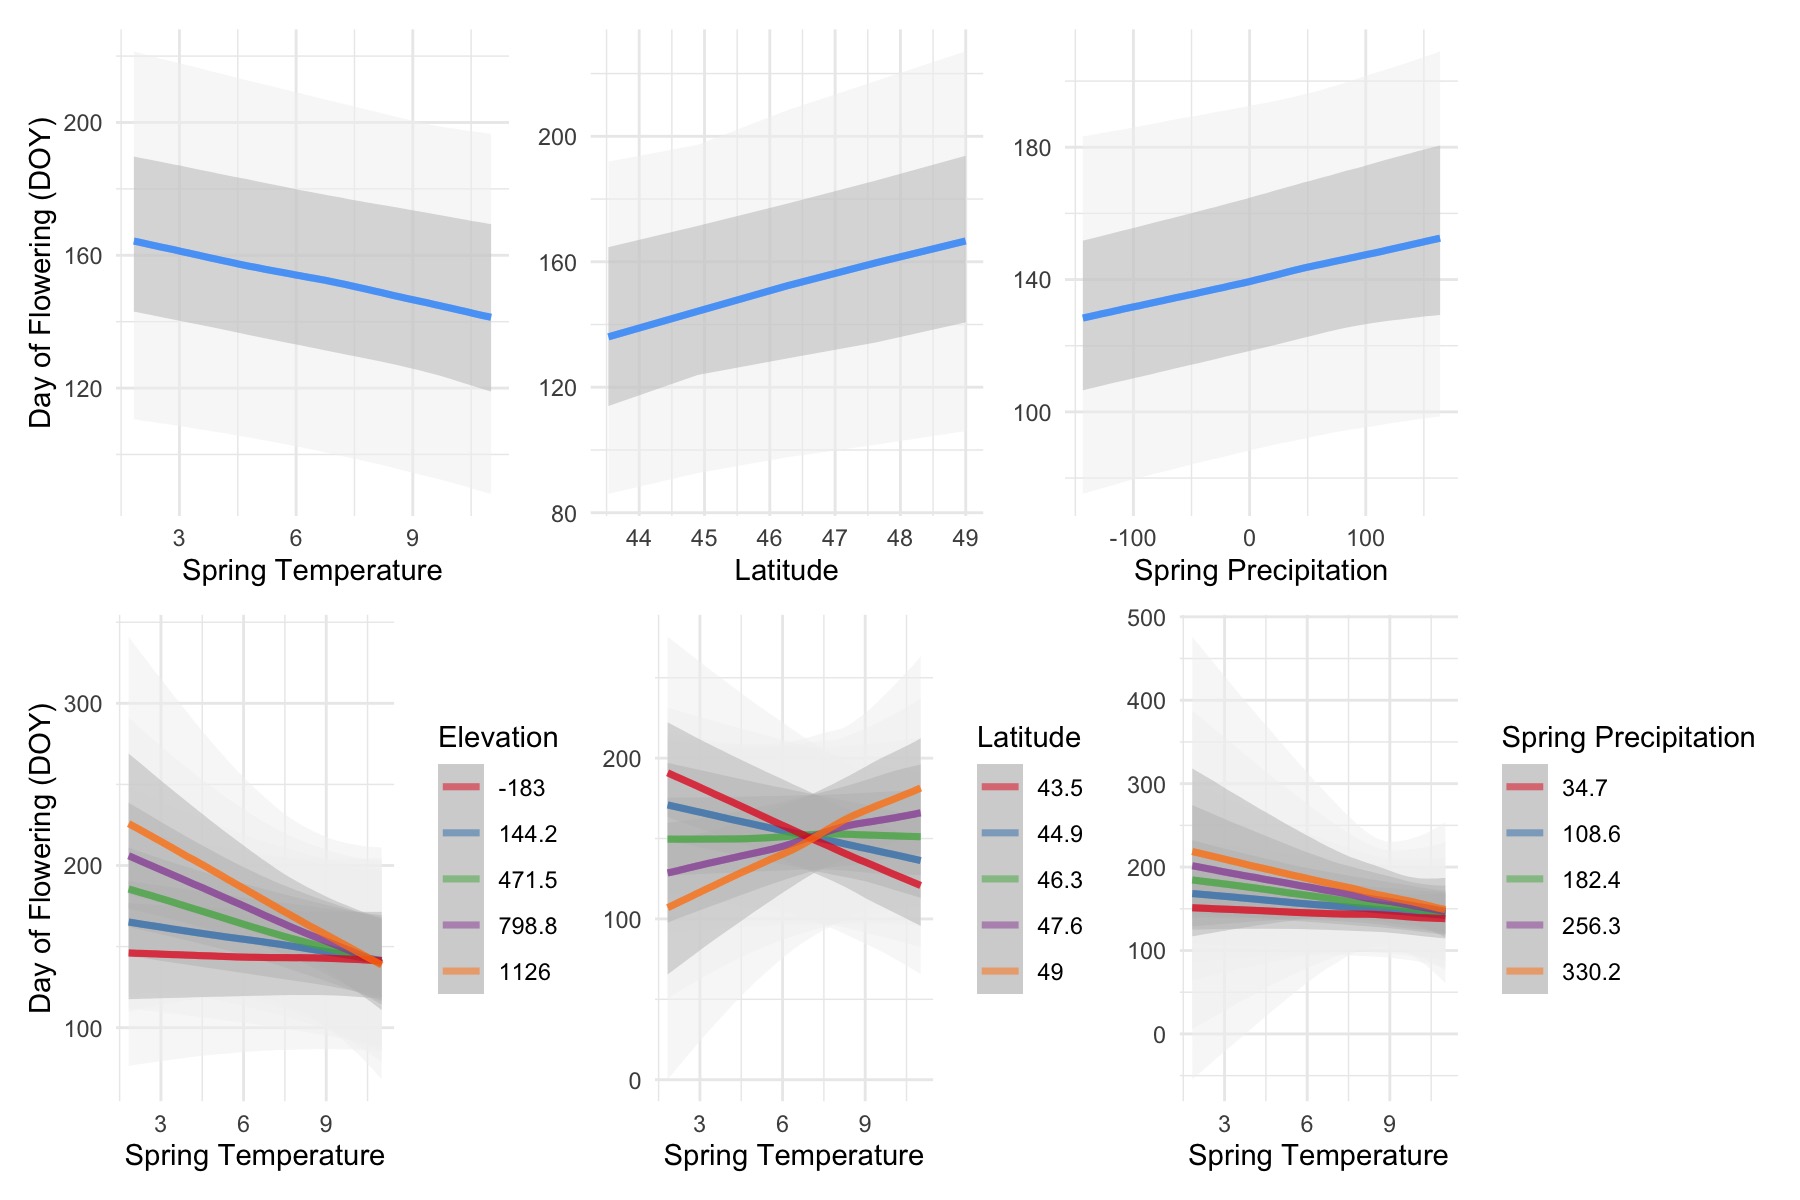 Day of Flowering (DOY)
200
160
120
3 6 9
Spring Temperature
200
160
120
80
44 45 46 47 48 49
Latitude
180
140
100
-100 0 100
Spring Precipitation
Day of Flowering (DOY)
300
200
100
3 6 9
Spring Temperature
Elevation
-183
144.2
471.5
798.8
1126
200
100
0
3 6 9
Spring Temperature
Latitude
43.5
44.9
46.3
47.6
49
500
400
300
200
100
0
3 6 9
Spring Temperature
Spring Precipitation
34.7
108.6
182.4
256.3
330.2